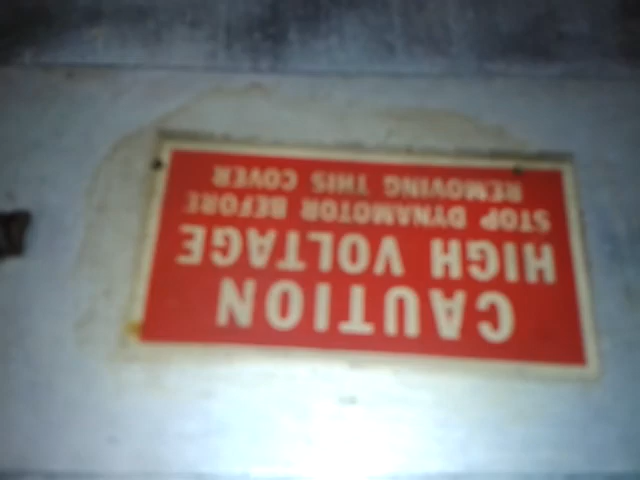 CAUTION
HIGH VOLTAGE
STOP DYNAMOTOR BEFORE
REMOVING THIS COVER